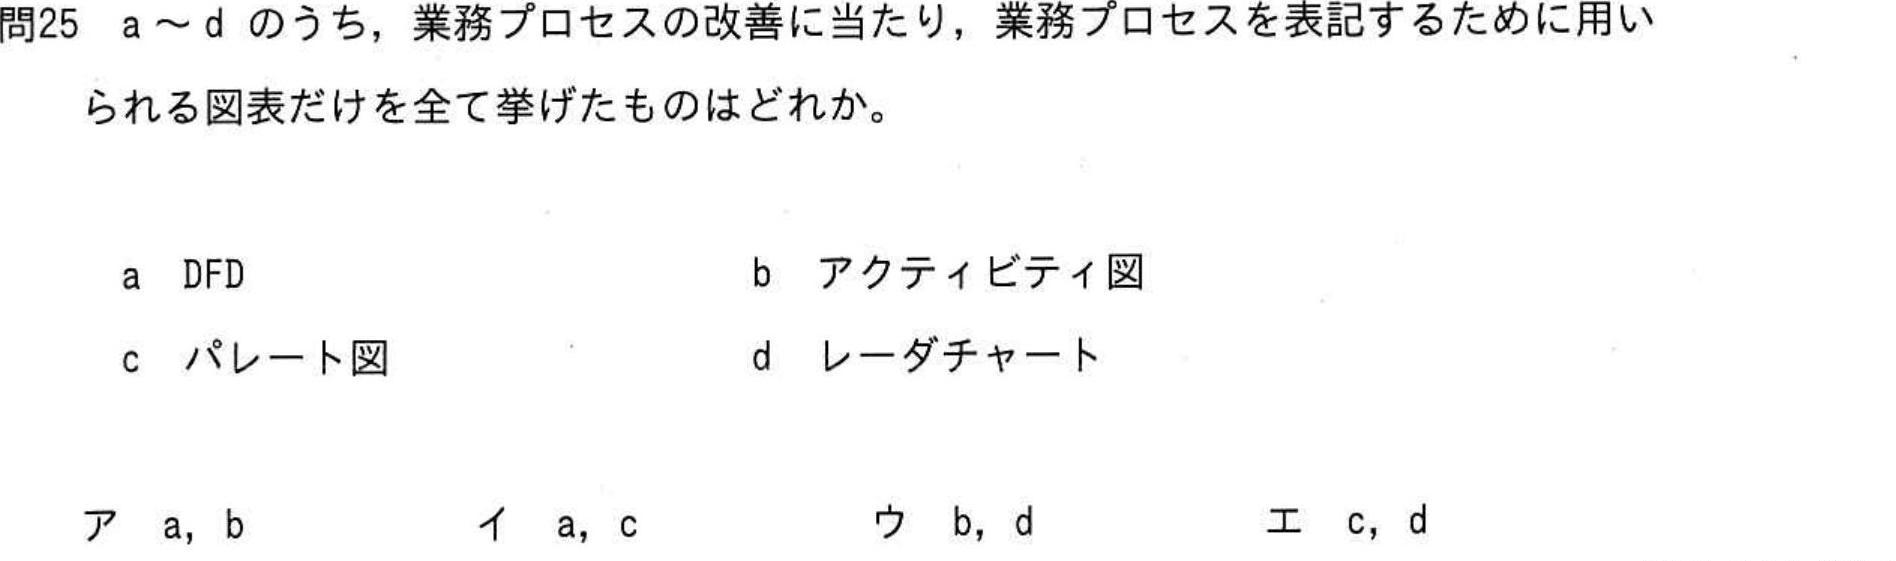 問25　a ～ d のうち，業務プロセスの改善に当たり，業務プロセスを表記するために用い
られる図表だけを全て挙げたものはどれか。
a　DFD　b　アクティビティ図
c　パレート図　d　レーダチャート
ア　a, b　イ　a, c　ウ　b, d　エ　c, d